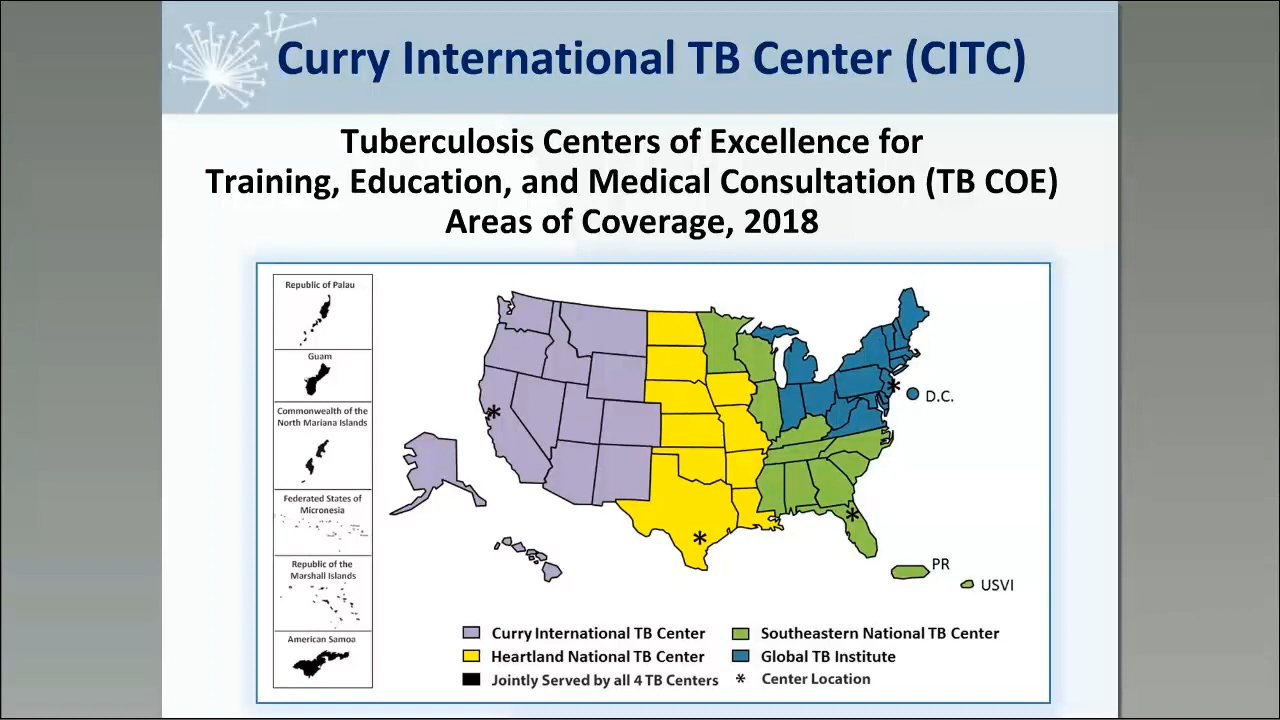 Curry International TB Center (CITC)
Tuberculosis Centers of Excellence for
Training, Education, and Medical Consultation (TB COE)
Areas of Coverage, 2018
Republic of Palau
Guam
Commonwealth of the
North Mariana Islands
Federated States of
Micronesia
Republic of the
Marshall Islands
American Samoa
*
*
*
*
D.C.
PR
USVI
Curry International TB Center
Heartland National TB Center
Jointly Served by all 4 TB Centers
Southeastern National TB Center
Global TB Institute
* Center Location